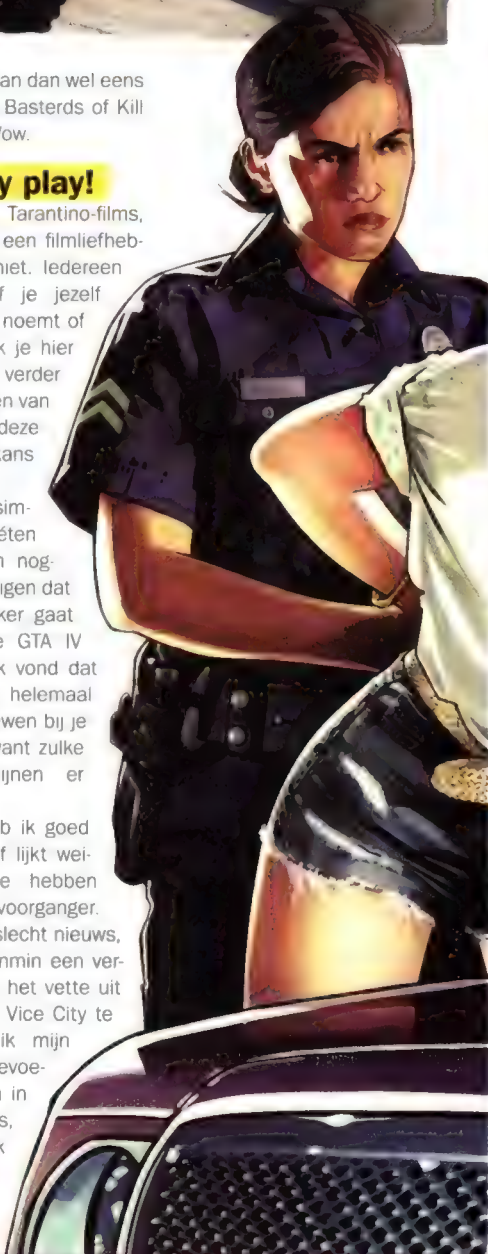 an dan wel eens
Basterds of Kill
Wow.
y play!
Tarantino-films,
een filmliefheb-
niet. Iedereen
f je jezelf
noemt of
k je hier
verder
en van
deze
ans
sim-
éten
n nog-
igen dat
ker gaat
e GTA IV
k vond dat
helemaal
wen bij je
vant zulke
ijnen er
b ik goed
f lijkt wei-
e hebben
voorganger.
slecht nieuws,
nmin een ver-
het vette uit
Vice City te
ik mijn
evoe-
n in
s,
k